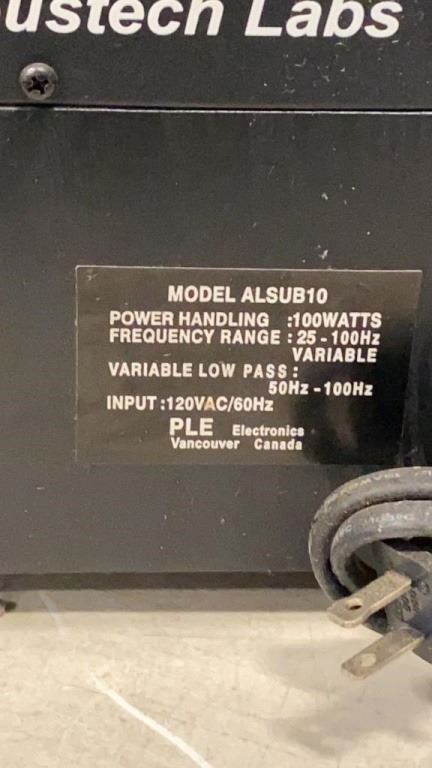 ustech Labs
MODEL ALSUB10
POWER HANDLING :100WATTS
FREQUENCY RANGE : 25 - 100Hz
VARIABLE
VARIABLE LOW PASS :
50Hz - 100Hz
INPUT :120VAC/60Hz
PLE Electronics
Vancouver Canada